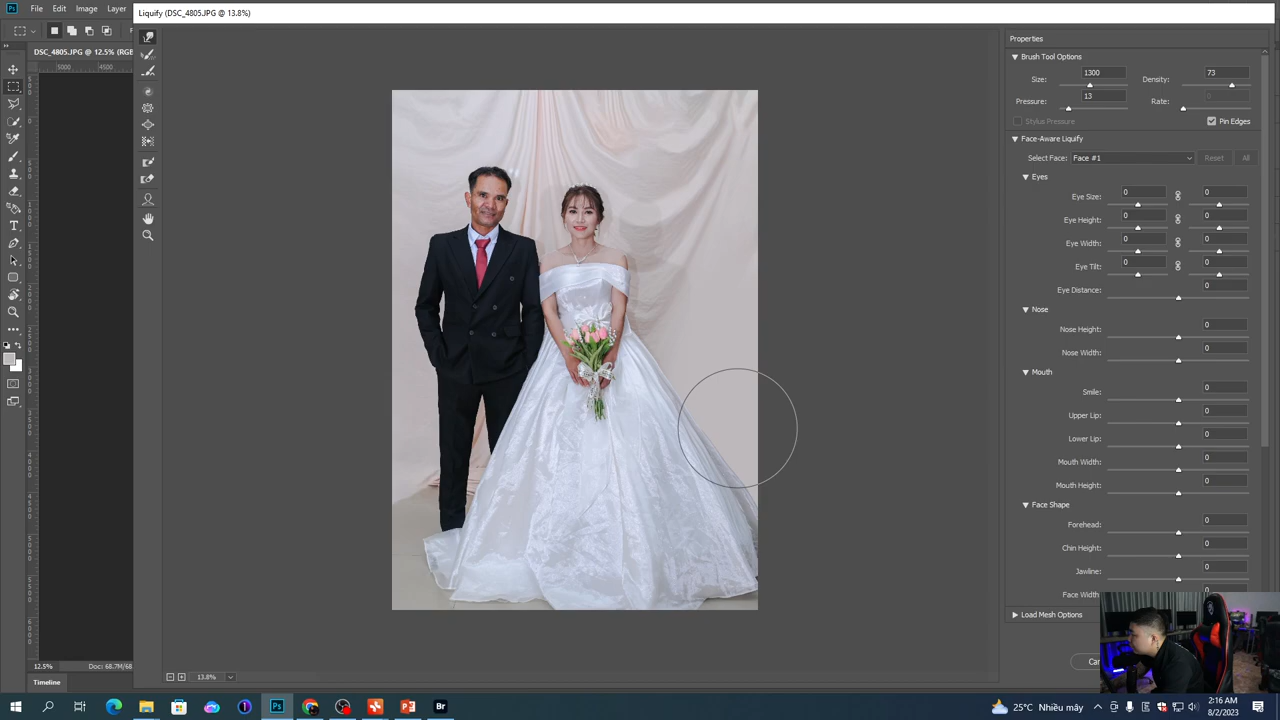 Liquify (DSC_4805.JPG @ 13.8%)
Ps File Edit Image Layer
DSC_4805.JPG @ 12.5% (RGB
5000 4500
Properties
Brush Tool Options
Size: 1300 Density: 73
Pressure: 13 Rate: 0
Stylus Pressure Pin Edges
Face-Aware Liquify
Select Face: Face #1 Reset All
Eyes
Eye Size: 0 0
Eye Height: 0 0
Eye Width: 0 0
Eye Tilt: 0 0
Eye Distance: 0
Nose
Nose Height: 0
Nose Width: 0
Mouth
Smile: 0
Upper Lip: 0
Lower Lip: 0
Mouth Width: 0
Mouth Height: 0
Face Shape
Forehead: 0
Chin Height: 0
Jawline: 0
Face Width:
Load Mesh Options
Can
13.8%
12.5% Doc: 68.7M/68
Timeline
Ps Br
25°C Nhiều mây
2:16 AM
8/2/2023